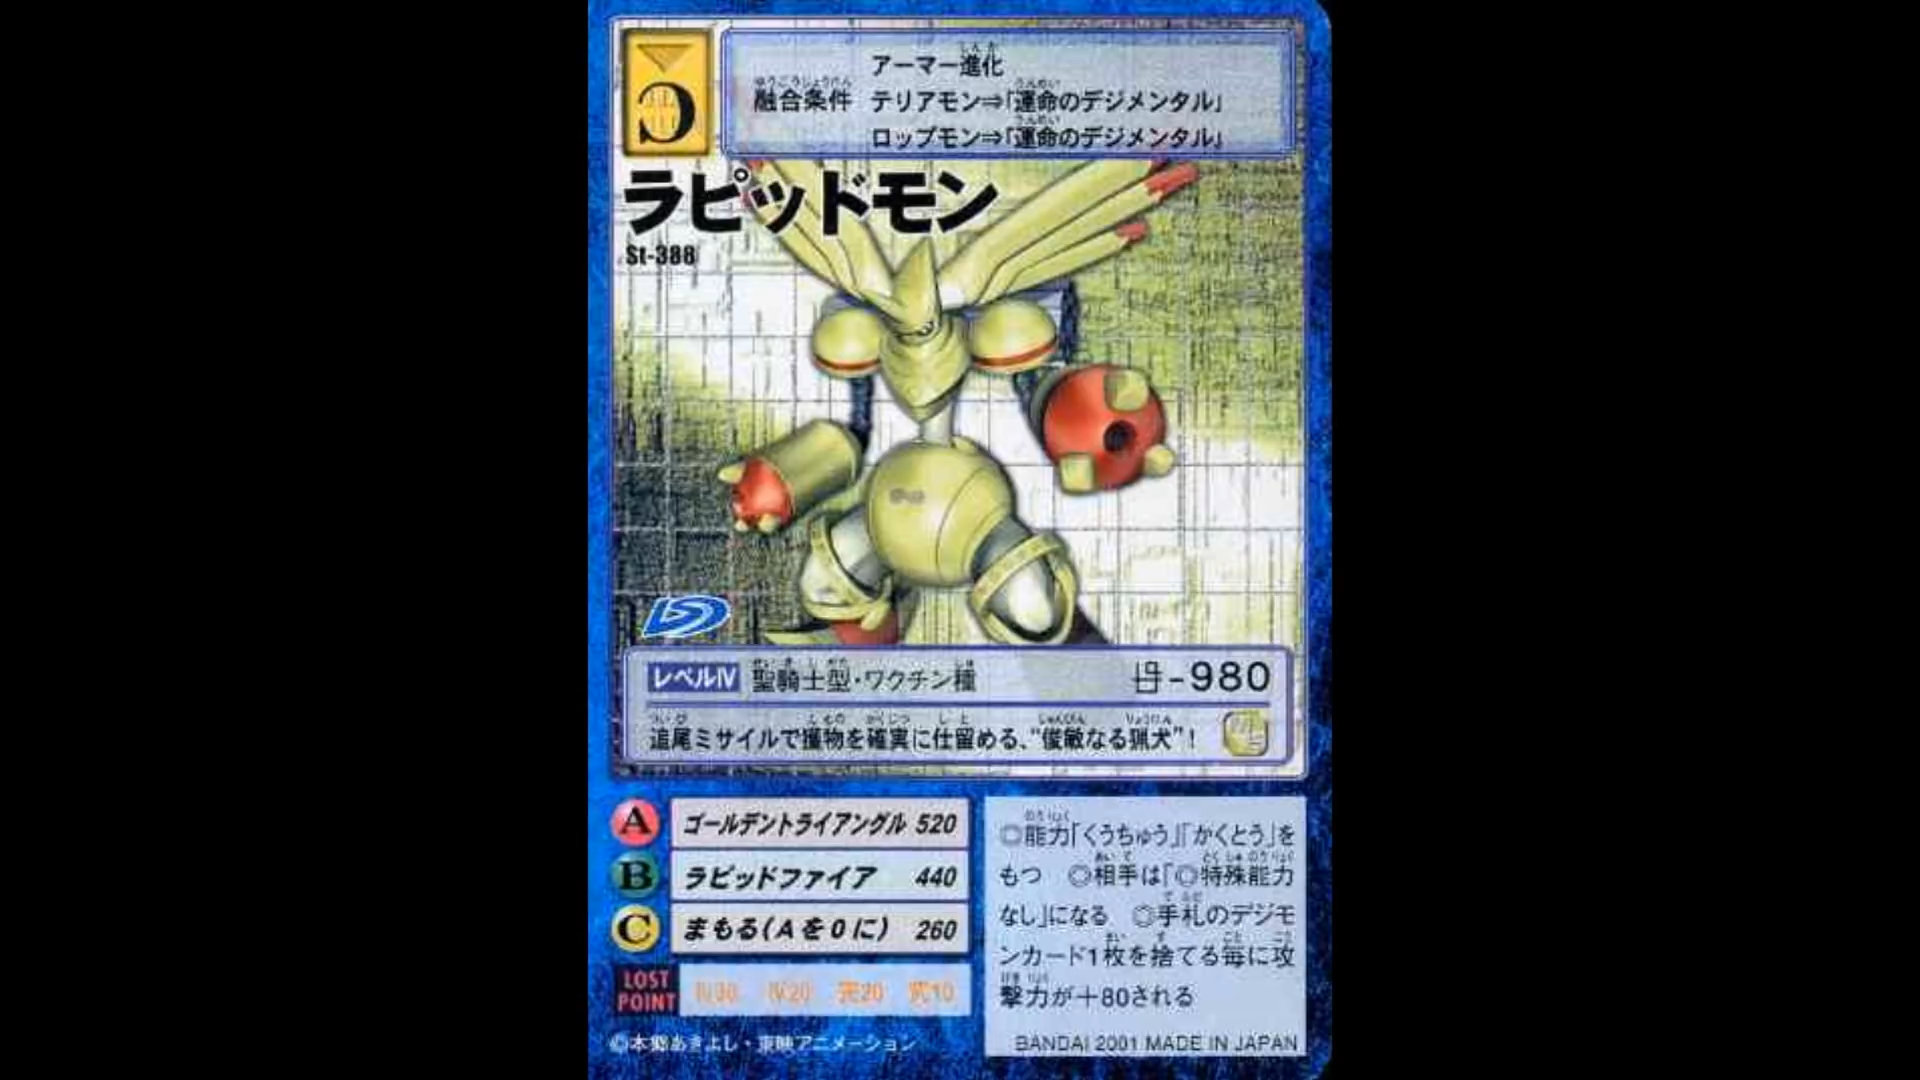 アーマー進化
融合条件 テリアモン⇒「運命のデジメンタル」
ロップモン⇒「運命のデジメンタル」
ラピッドモン
St-388
レベルⅣ 聖騎士型・ワクチン種
-980
追尾ミサイルで獲物を確実に仕留める、“俊敏なる猟犬”!
A ゴールデントライアングル 520
B ラピッドファイア 440
C まもる(Aを0に) 260
LOST POINT Ⅳ20 完20 究10
◎能力「くうちゅう」「かくとう」を
もつ ◎相手は「◎特殊能力
なし」になる ◎手札のデジモ
ンカード1枚を捨てる毎に攻
撃力が+80される
©本郷あきよし・東映アニメーション
BANDAI 2001 MADE IN JAPAN